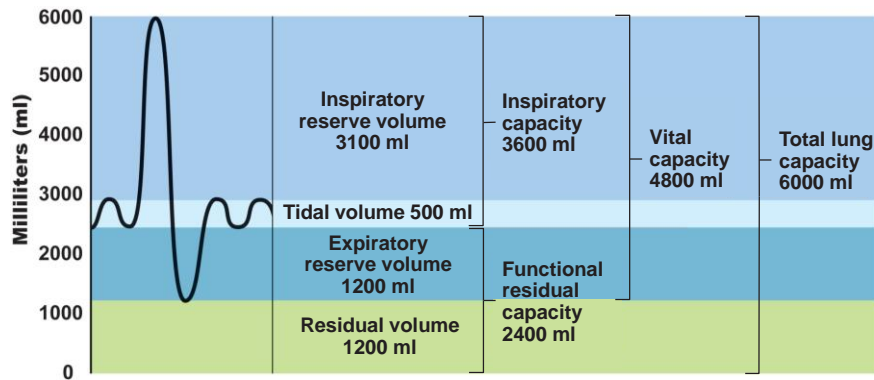 Milliliters (ml)
6000
5000
4000
3000
2000
1000
0
Inspiratory
reserve volume
3100 ml
Tidal volume 500 ml
Expiratory
reserve volume
1200 ml
Residual volume
1200 ml
Inspiratory
capacity
3600 ml
Functional
residual
capacity
2400 ml
Vital
capacity
4800 ml
Total lung
capacity
6000 ml